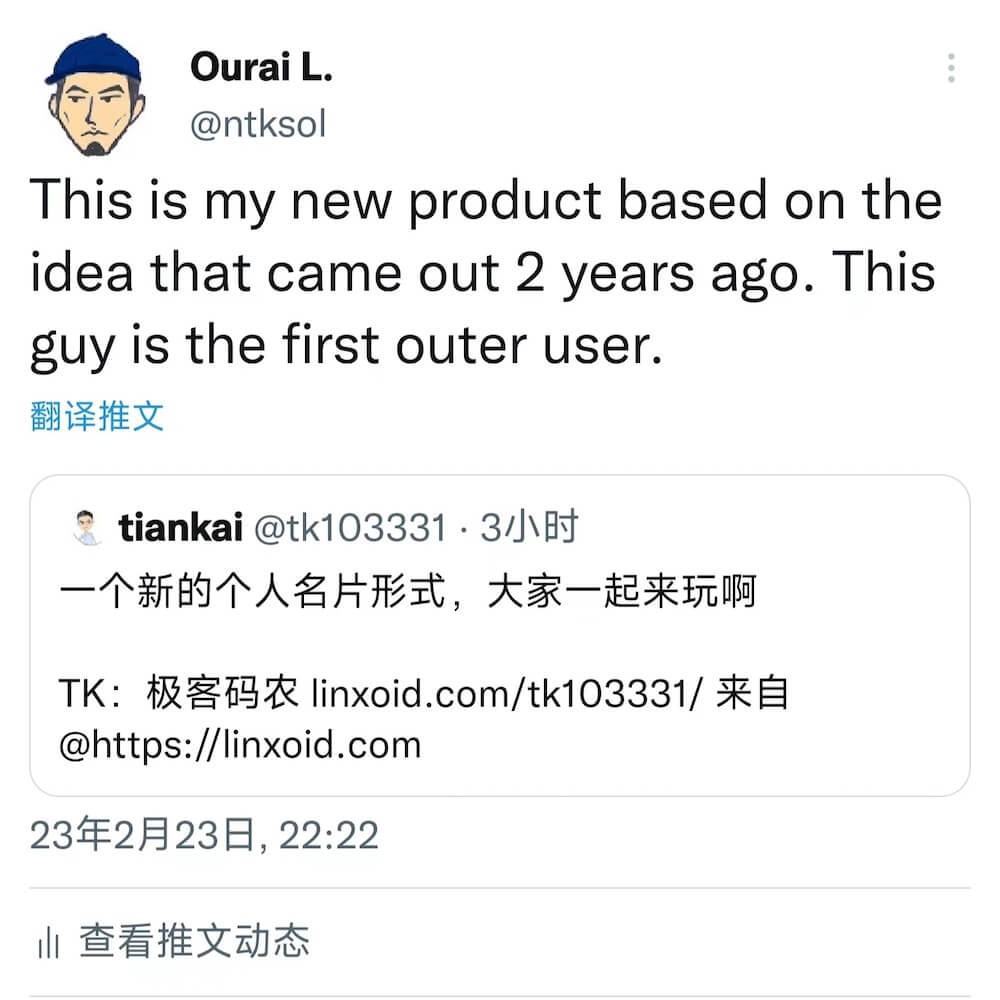 Ourai L.
@ntksol
This is my new product based on the
idea that came out 2 years ago. This
guy is the first outer user.
翻译推文
tiankai @tk103331 · 3小时
一个新的个人名片形式，大家一起来玩啊
TK：极客码农 linxoid.com/tk103331/ 来自
@https://linxoid.com
23年2月23日, 22:22
查看推文动态